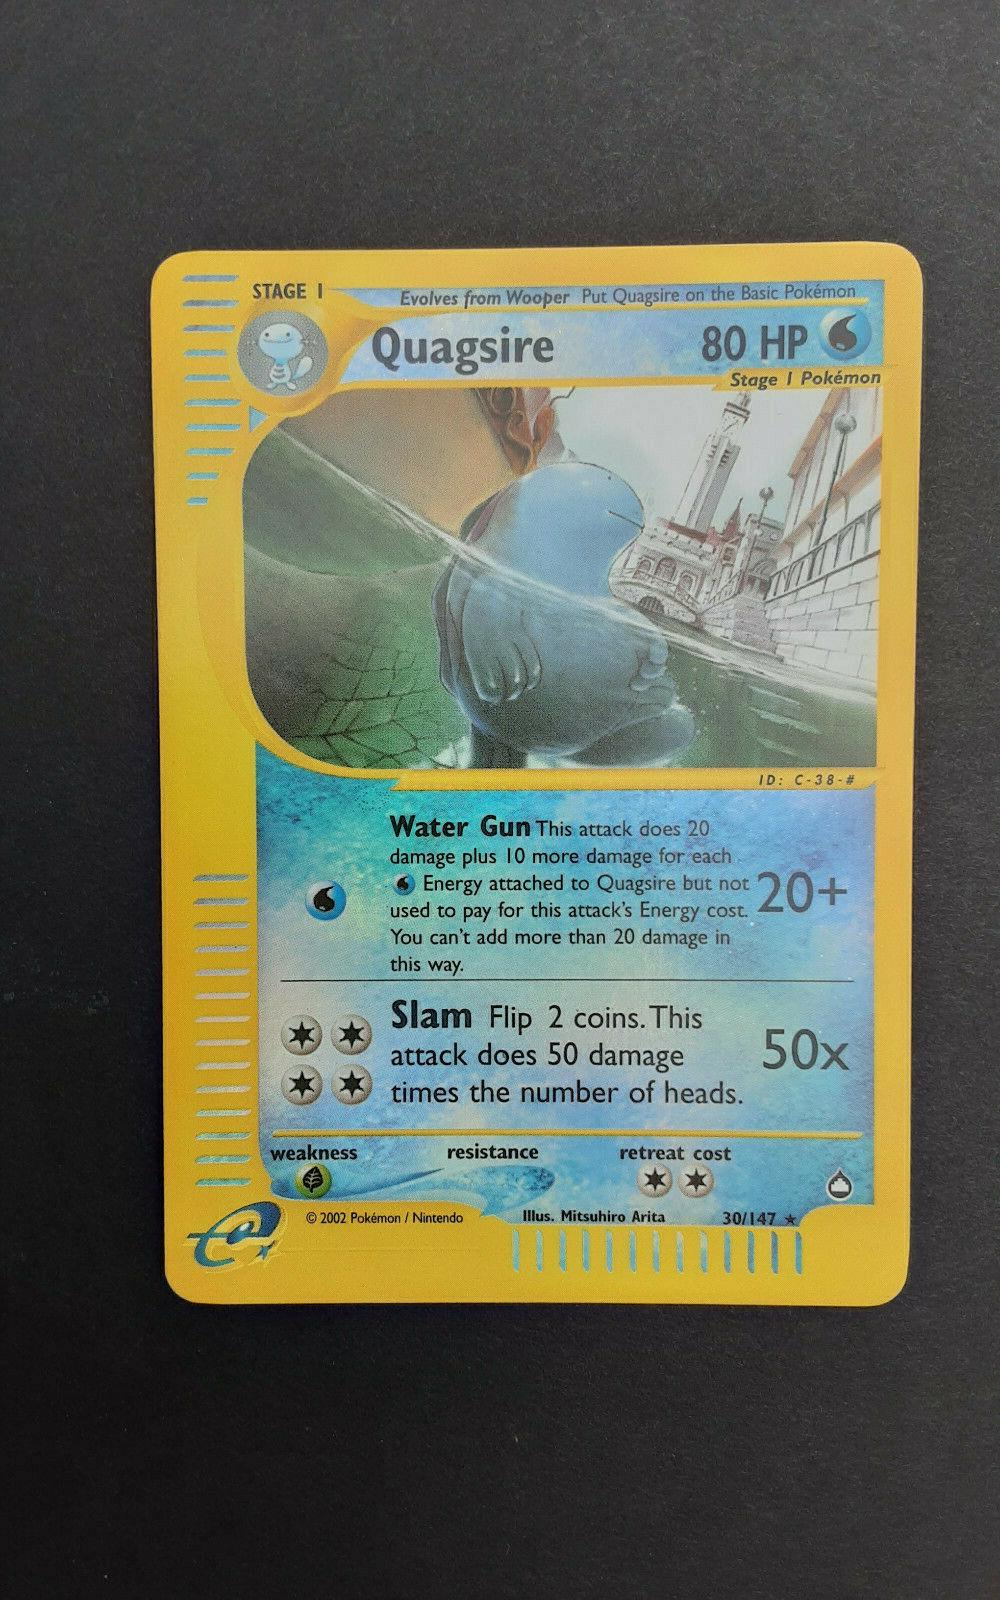 STAGE 1
Evolves from Wooper Put Quagsire on the Basic Pokémon
Quagsire 80 HP
Stage 1 Pokémon
ID: C-38-#
Water Gun This attack does 20
damage plus 10 more damage for each
Energy attached to Quagsire but not
used to pay for this attack's Energy cost.
You can't add more than 20 damage in
this way.
20+
Slam Flip 2 coins. This
attack does 50 damage
times the number of heads.
50x
weakness resistance retreat cost
© 2002 Pokémon / Nintendo Illus. Mitsuhiro Arita 30/147 ★
e